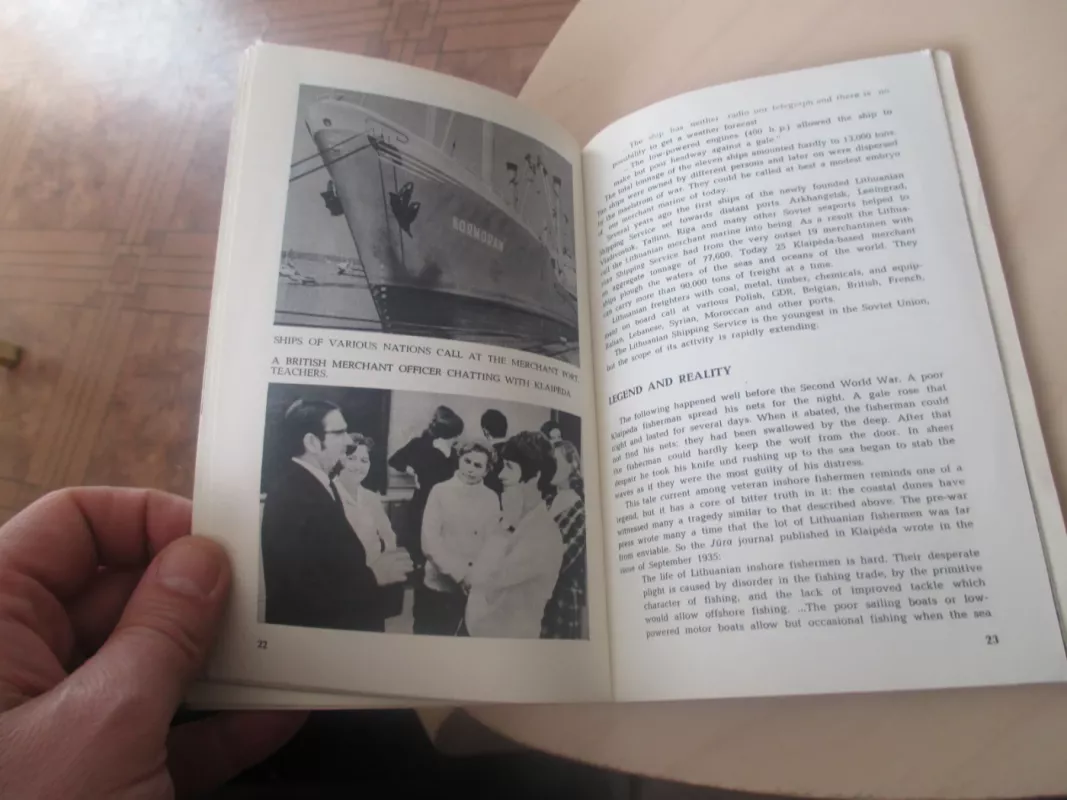 KORMORAN
SHIPS OF VARIOUS NATIONS CALL AT THE MERCHANT PORT.
A BRITISH MERCHANT OFFICER CHATTING WITH KLAIPĖDA
TEACHERS.
22
The ship has neither radio nor telegraph and there is no
possibility to get a weather forecast
The low-powered engines (400 h.p.) allowed the ship to
make but poor headway against a gale."
The total tonnage of the eleven ships amounted hardly to 13,000 tons.
The ships were owned by different persons and later on were dispersed
by the maelstrom of war. They could be called at best a modest embryo
of our merchant marine of today.
Several years ago the first ships of the newly founded Lithuanian
Shipping Service set towards distant ports. Arkhangelsk, Leningrad,
Vladivostok, Tallinn, Riga and many other Soviet seaports helped to
call the Lithuanian merchant marine into being. As a result the Lithua-
nian Shipping Service had from the very outset 19 merchantmen with
an aggregate tonnage of 77,600. Today 25 Klaipėda-based merchant
ships plough the waters of the seas and oceans of the world. They
can carry more than 90,000 tons of freight at a time.
Lithuanian freighters with coal, metal, timber, chemicals, and equip-
ment on board call at various Polish, GDR, Belgian, British, French,
Italian, Lebanese, Syrian, Moroccan and other ports.
The Lithuanian Shipping Service is the youngest in the Soviet Union,
but the scope of its activity is rapidly extending.
LEGEND AND REALITY
The following happened well before the Second World War. A poor
Klaipėda fisherman spread his nets for the night. A gale rose that
night and lasted for several days. When it abated, the fisherman could
not find his nets: they had been swallowed by the deep. After that
the fisherman could hardly keep the wolf from the door. In sheer
despair he took his knife und rushing up to the sea began to stab the
waves as if they were the most guilty of his distress.
This tale current among veteran inshore fishermen reminds one of a
legend, but it has a core of bitter truth in it: the coastal dunes have
witnessed many a tragedy similar to that described above. The pre-war
press wrote many a time that the lot of Lithuanian fishermen was far
from enviable. So the Jūra journal published in Klaipėda wrote in the
issue of September 1935:
The life of Lithuanian inshore fishermen is hard. Their desperate
plight is caused by disorder in the fishing trade, by the primitive
character of fishing, and the lack of improved tackle which
would allow offshore fishing. ...The poor sailing boats or low-
powered motor boats allow but occasional fishing when the sea
23